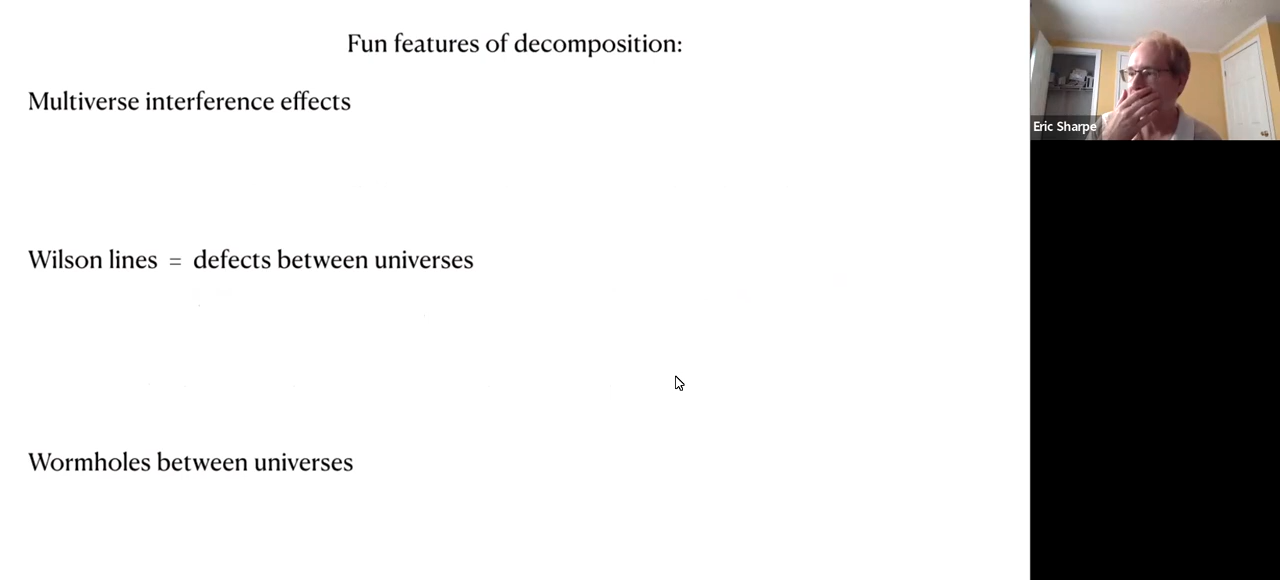 Fun features of decomposition:
Multiverse interference effects
Eric Sharpe
Wilson lines = defects between universes
Wormholes between universes